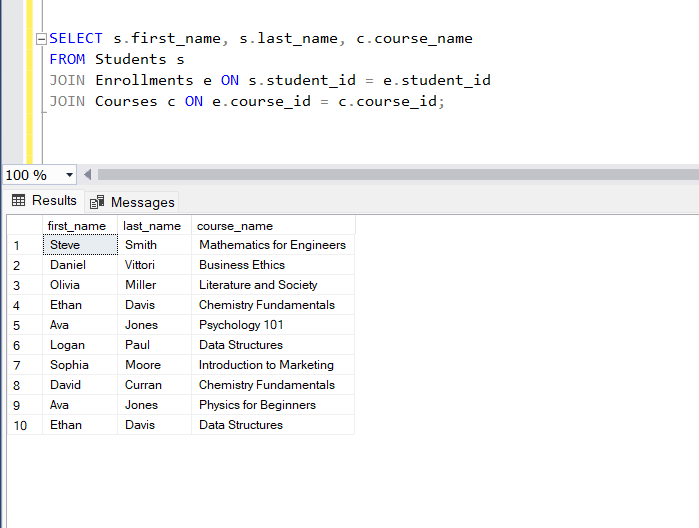 SELECT s.first_name, s.last_name, c.course_name
FROM Students s
JOIN Enrollments e ON s.student_id = e.student_id
JOIN Courses c ON e.course_id = c.course_id;
100 %
Results Messages
first_name last_name course_name
1 Steve Smith Mathematics for Engineers
2 Daniel Vittori Business Ethics
3 Olivia Miller Literature and Society
4 Ethan Davis Chemistry Fundamentals
5 Ava Jones Psychology 101
6 Logan Paul Data Structures
7 Sophia Moore Introduction to Marketing
8 David Curran Chemistry Fundamentals
9 Ava Jones Physics for Beginners
10 Ethan Davis Data Structures